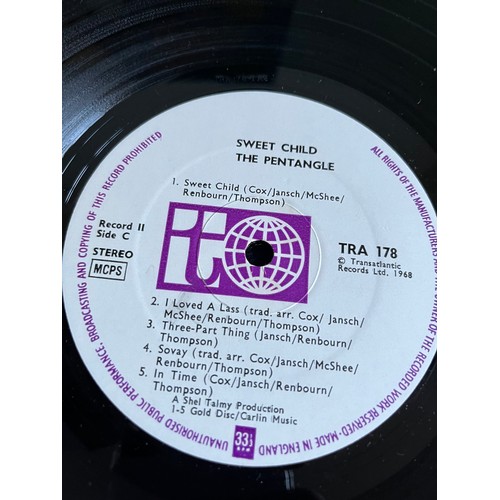 SWEET CHILD
THE PENTANGLE
1. Sweet Child (Cox/Jansch/McShee/
Renbourn/Thompson)
Record II
Side C
STEREO
MCPS
it
TRA 178
© Transatlantic
Records Ltd, 1968
2. I Loved A Lass (trad. arr. Cox/ Jansch/
McShee/Renbourn/Thompson)
3. Three-Part Thing (Jansch/Renbourn/
Thompson)
4. Sovay (trad. arr. Cox/Jansch/McShee/
Renbourn/Thompson)
5. In Time (Cox/Jansch/Renbourn/
Thompson)
A Shel Talmy Production
1-5 Gold Disc/Carlin Music
33⅓
RPM
ALL RIGHTS OF THE MANUFACTURERS AND OF THE OWNER OF THE RECORDED WORK RESERVED-MADE IN ENGLAND
UNAUTHORISED PUBLIC PERFORMANCE, BROADCASTING AND COPYING OF THIS RECORD PROHIBITED